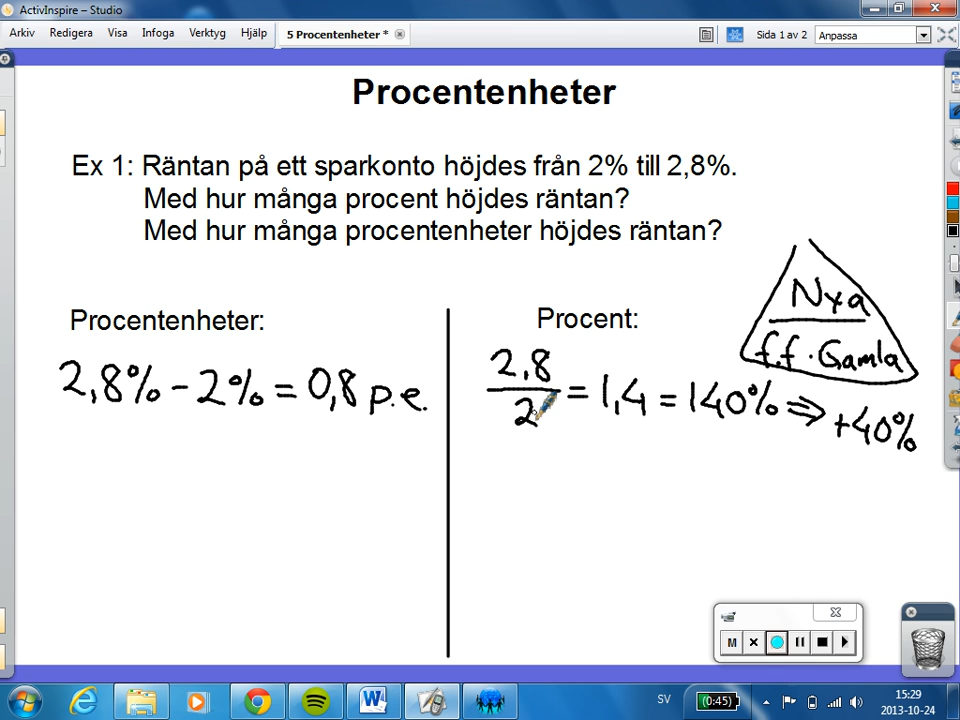 ActivInspire – Studio
Arkiv Redigera Visa Infoga Verktyg Hjälp 5 Procentenheter * Sida 1 av 2 Anpassa
Procentenheter
Ex 1: Räntan på ett sparkonto höjdes från 2% till 2,8%.
Med hur många procent höjdes räntan?
Med hur många procentenheter höjdes räntan?
Nya
f.f · Gamla
Procentenheter:
2,8% - 2% = 0,8 p.e.
Procent:
2,8
2
= 1,4 = 140% ⇒ +40%
M
SV (0:45) 15:29
2013-10-24